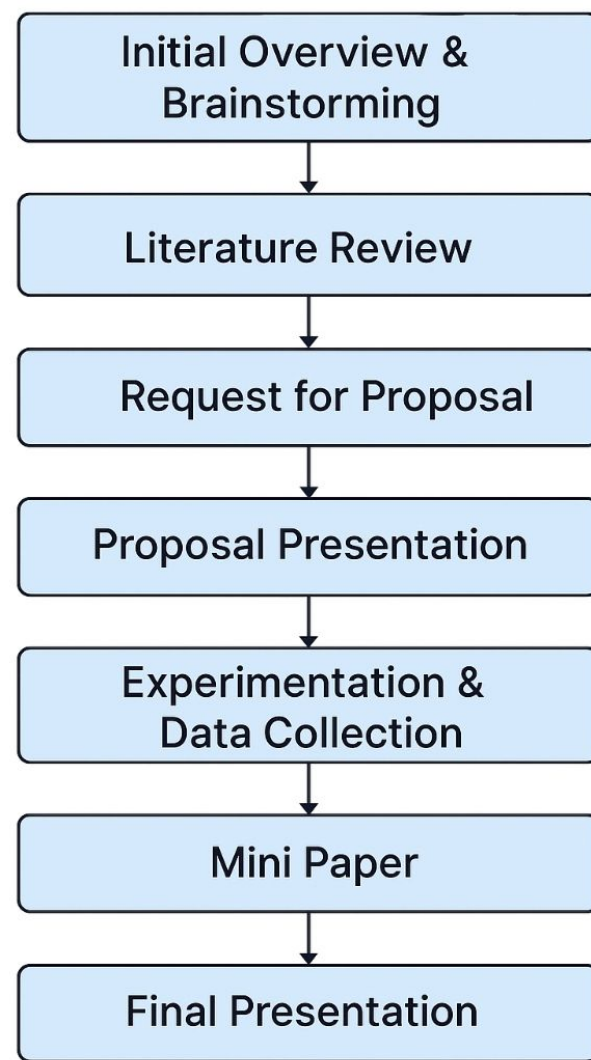 Initial Overview &
Brainstorming
Literature Review
Request for Proposal
Proposal Presentation
Experimentation &
Data Collection
Mini Paper
Final Presentation